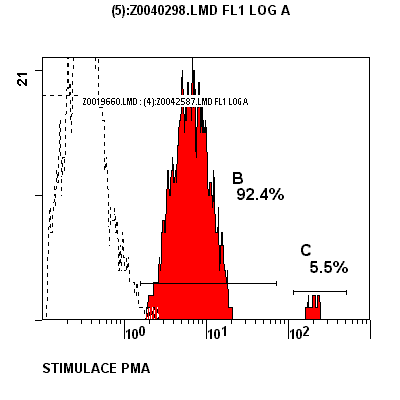 (5):Z0040298.LMD FL1 LOG A
21
Z0019660.LMD : (4):Z0042587.LMD FL1 LOG A
B
92.4%
C
5.5%
10⁰ 10¹ 10²
STIMULACE PMA